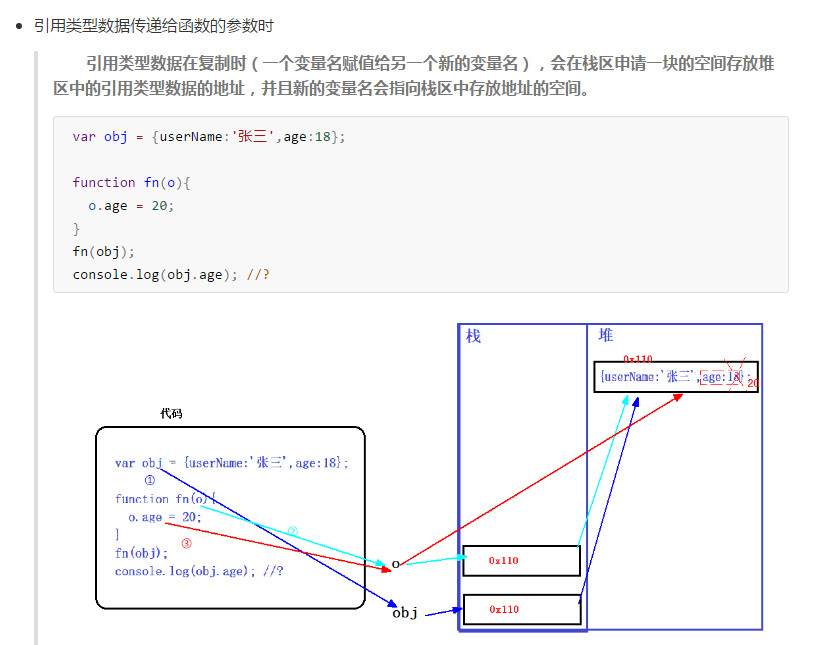 引用类型数据传递给函数的参数时
引用类型数据在复制时（一个变量名赋值给另一个新的变量名），会在栈区申请一块的空间存放堆
区中的引用类型数据的地址，并且新的变量名会指向栈区中存放地址的空间。
var obj = {userName:'张三',age:18};
function fn(o){
o.age = 20;
}
fn(obj);
console.log(obj.age); //?
栈
堆
0x110
{userName:'张三',age:18};
20
代码
var obj = {userName:'张三',age:18};
①
function fn(o){
o.age = 20;
②
}
③
fn(obj);
console.log(obj.age); //?
o
0x110
obj
0x110